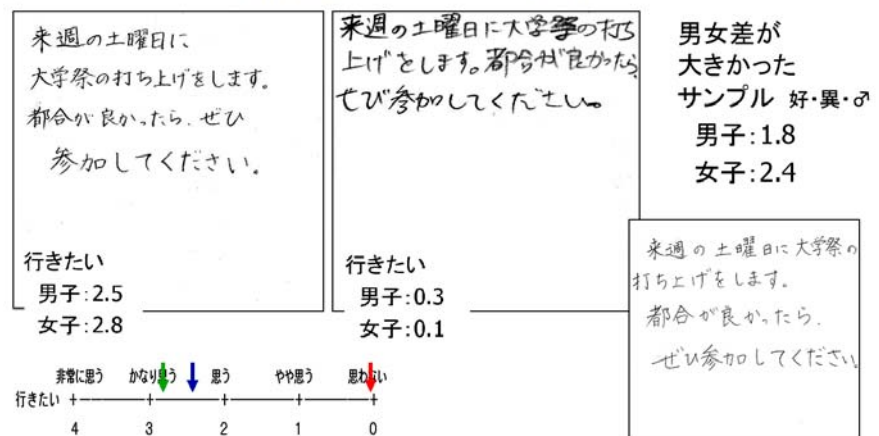 来週の土曜日に
大学祭の打ち上げをします。
都合が良かったら、ぜひ
参加してください。
行きたい
男子:2.5
女子:2.8
来週の土曜日に大学祭の打ち
上げをします。都合が良かったら、
ぜひ参加してください。
行きたい
男子:0.3
女子:0.1
男女差が
大きかった
サンプル 好・異・♂
男子:1.8
女子:2.4
来週の土曜日に大学祭の
打ち上げをします。
都合が良かったら、
ぜひ参加してください
非常に思う かなり思う 思う やや思う 思わない
行きたい
4 3 2 1 0